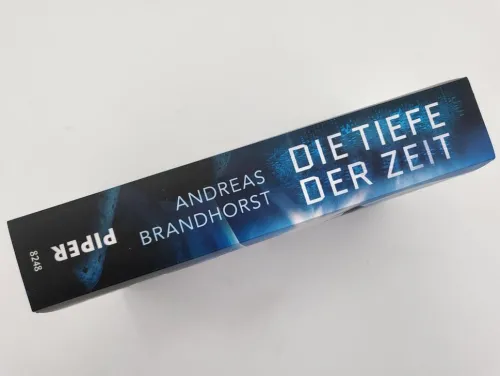 DIE TIEFE
DER ZEIT
ANDREAS
BRANDHORST
PIPER
8248